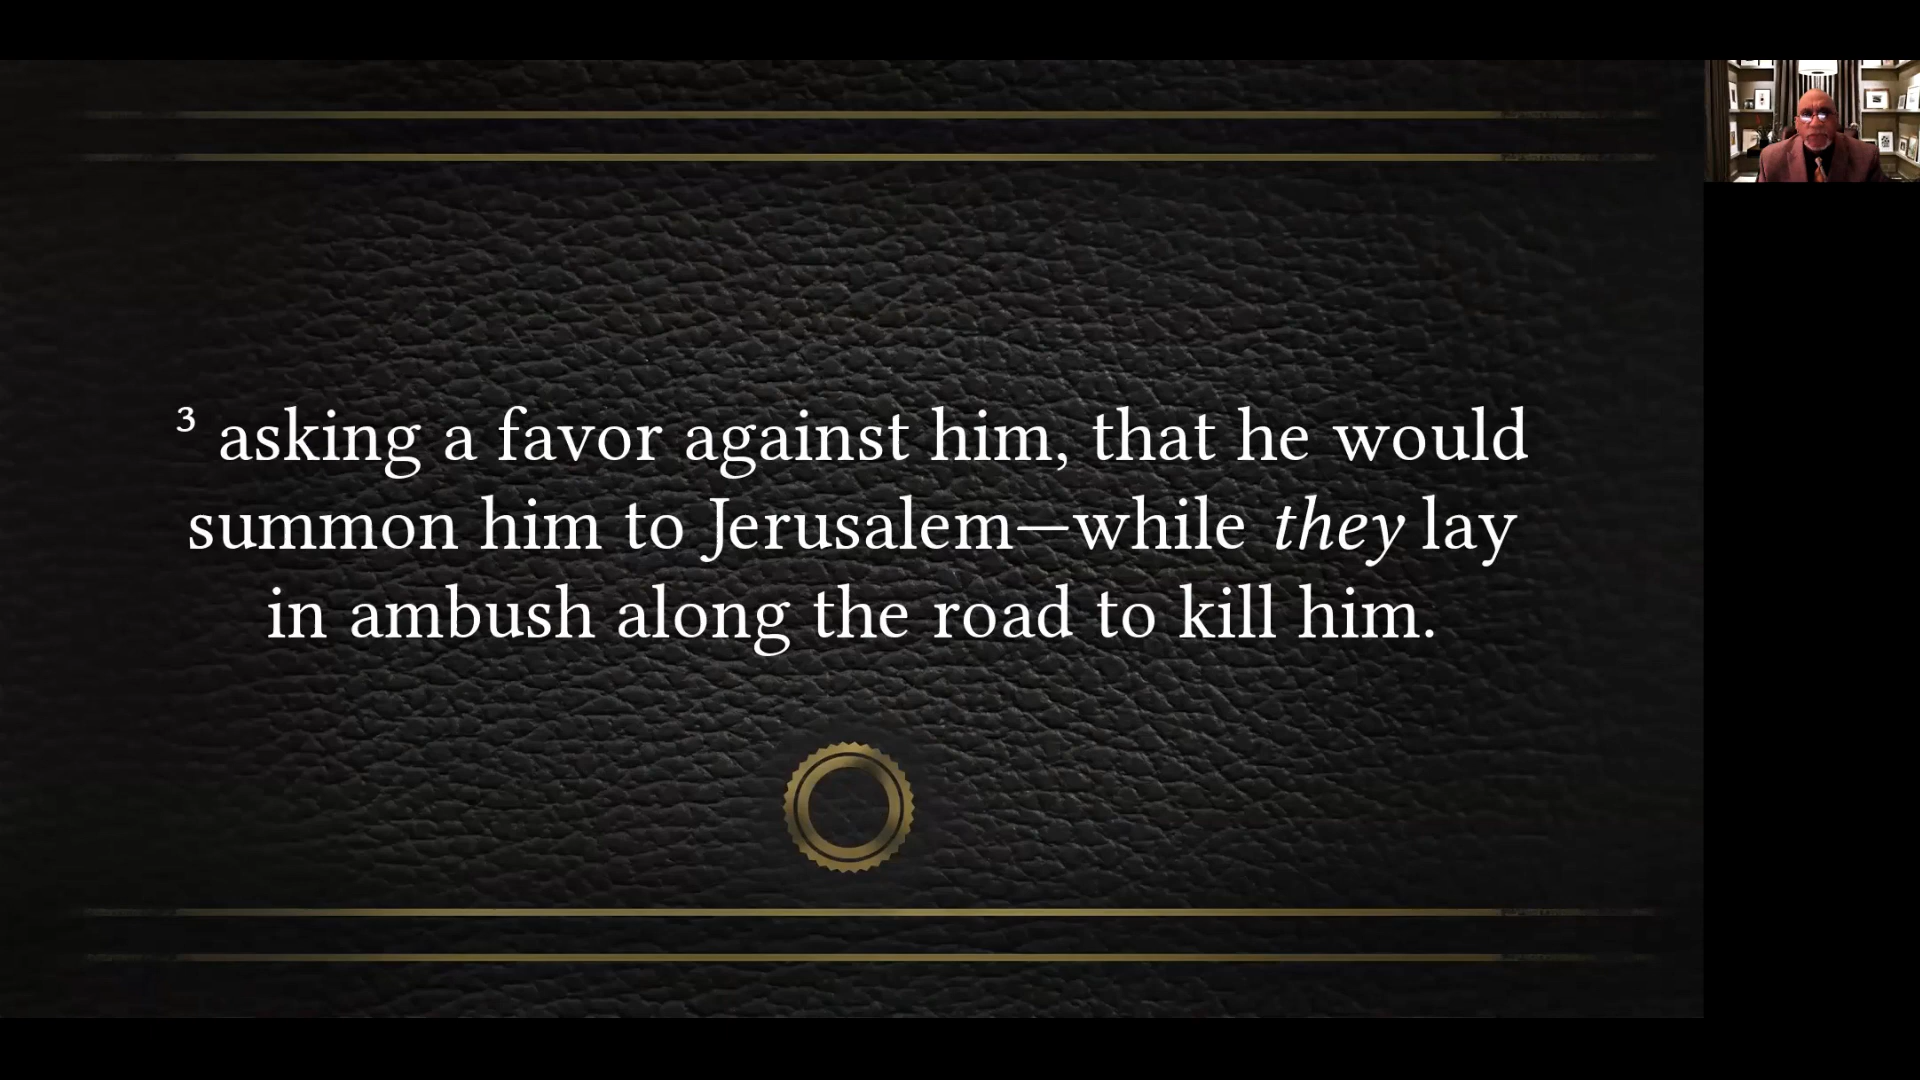 ³ asking a favor against him, that he would
summon him to Jerusalem—while they lay
in ambush along the road to kill him.